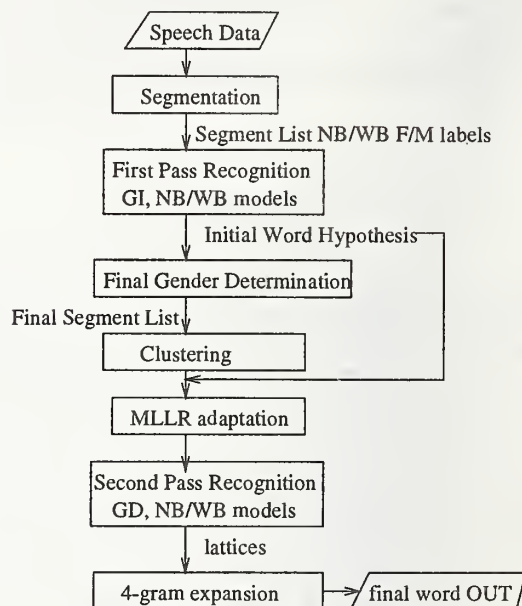 Speech Data
Segmentation
Segment List NB/WB F/M labels
First Pass Recognition
GI, NB/WB models
Initial Word Hypothesis
Final Gender Determination
Final Segment List
Clustering
MLLR adaptation
Second Pass Recognition
GD, NB/WB models
lattices
4-gram expansion
final word OUT